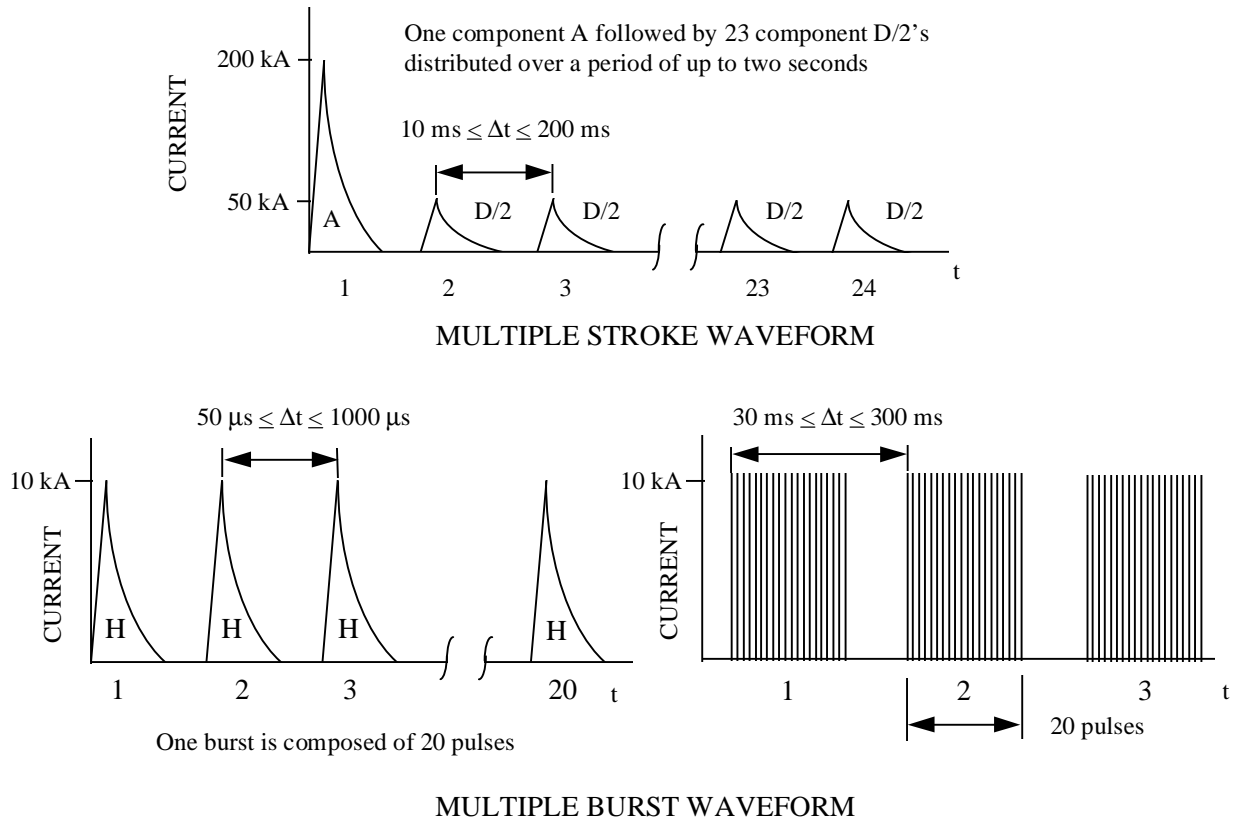 One component A followed by 23 component D/2's
distributed over a period of up to two seconds
200 kA
CURRENT
10 ms ≤ Δt ≤ 200 ms
50 kA
A
D/2
D/2
D/2
D/2
t
1
2
3
23
24
MULTIPLE STROKE WAVEFORM
50 μs ≤ Δt ≤ 1000 μs
10 kA
CURRENT
H
H
H
H
1
2
3
20
t
One burst is composed of 20 pulses
30 ms ≤ Δt ≤ 300 ms
10 kA
CURRENT
1
2
3
t
20 pulses
MULTIPLE BURST WAVEFORM